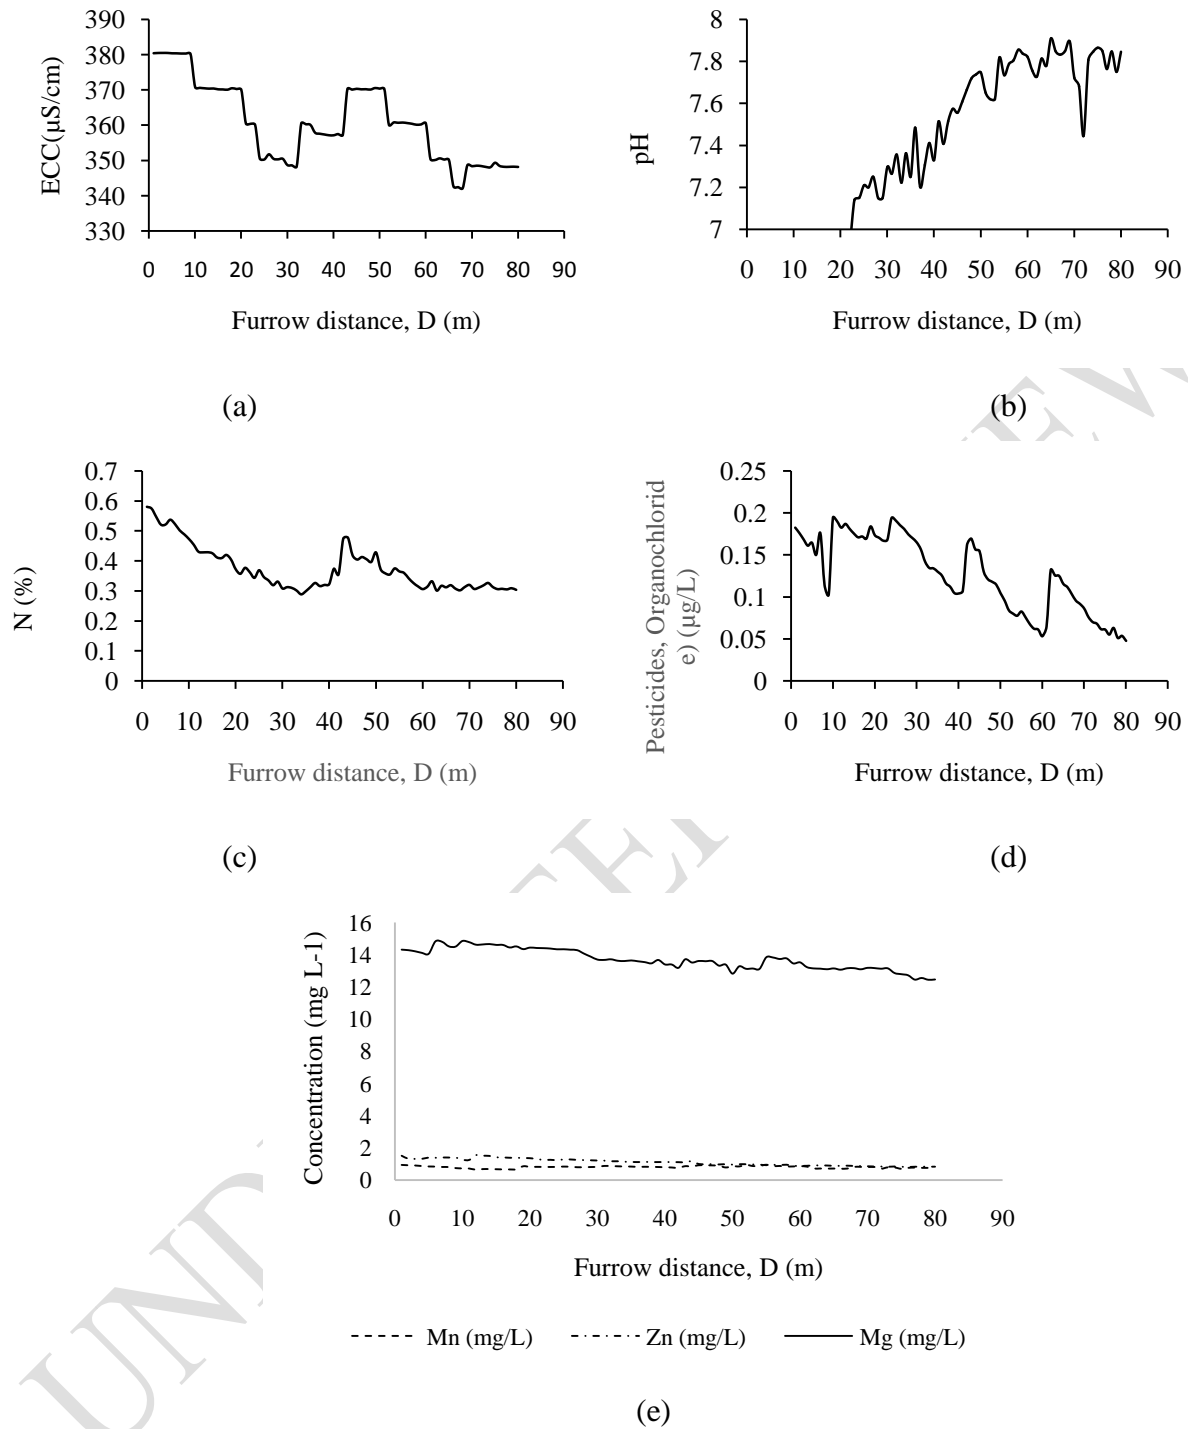 390
380
370
360
350
340
330
ECC(µS/cm)
0 10 20 30 40 50 60 70 80 90
Furrow distance, D (m)
(a)
8
7.8
7.6
7.4
7.2
7
pH
0 10 20 30 40 50 60 70 80 90
Furrow distance, D (m)
(b)
0.7
0.6
0.5
0.4
0.3
0.2
0.1
0
N (%)
0 10 20 30 40 50 60 70 80 90
Furrow distance, D (m)
(c)
0.25
0.2
0.15
0.1
0.05
0
Pesticides, Organochlorid
e) (µg/L)
0 10 20 30 40 50 60 70 80 90
Furrow distance, D (m)
(d)
16
14
12
10
8
6
4
2
0
Concentration (mg L-1)
0 10 20 30 40 50 60 70 80 90
Furrow distance, D (m)
Mn (mg/L) Zn (mg/L) Mg (mg/L)
(e)